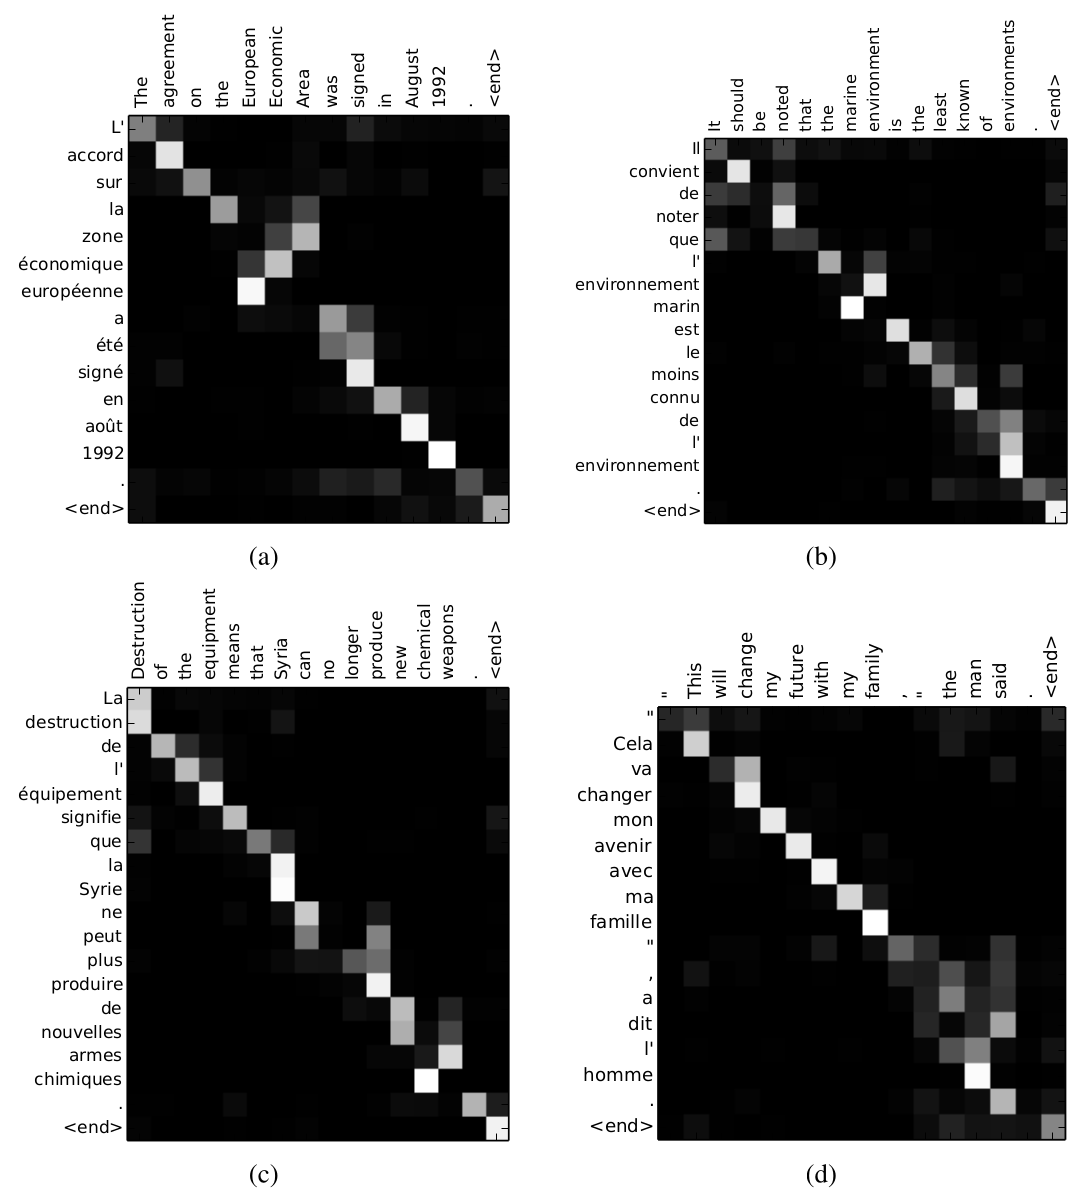 The agreement on the European Economic Area was signed in August 1992 . <end>
L'
accord
sur
la
zone
économique
européenne
a
été
signé
en
août
1992
.
<end>
(a)
It should be noted that the marine environment is the least known of environments . <end>
Il
convient
de
noter
que
l'
environnement
marin
est
le
moins
connu
de
l'
environnement
.
<end>
(b)
Destruction of the equipment means that Syria can no longer produce new chemical weapons . <end>
La
destruction
de
l'
équipement
signifie
que
la
Syrie
ne
peut
plus
produire
de
nouvelles
armes
chimiques
.
<end>
(c)
" This will change my future with my family , " the man said . <end>
"
Cela
va
changer
mon
avenir
avec
ma
famille
"
,
a
dit
l'
homme
.
<end>
(d)